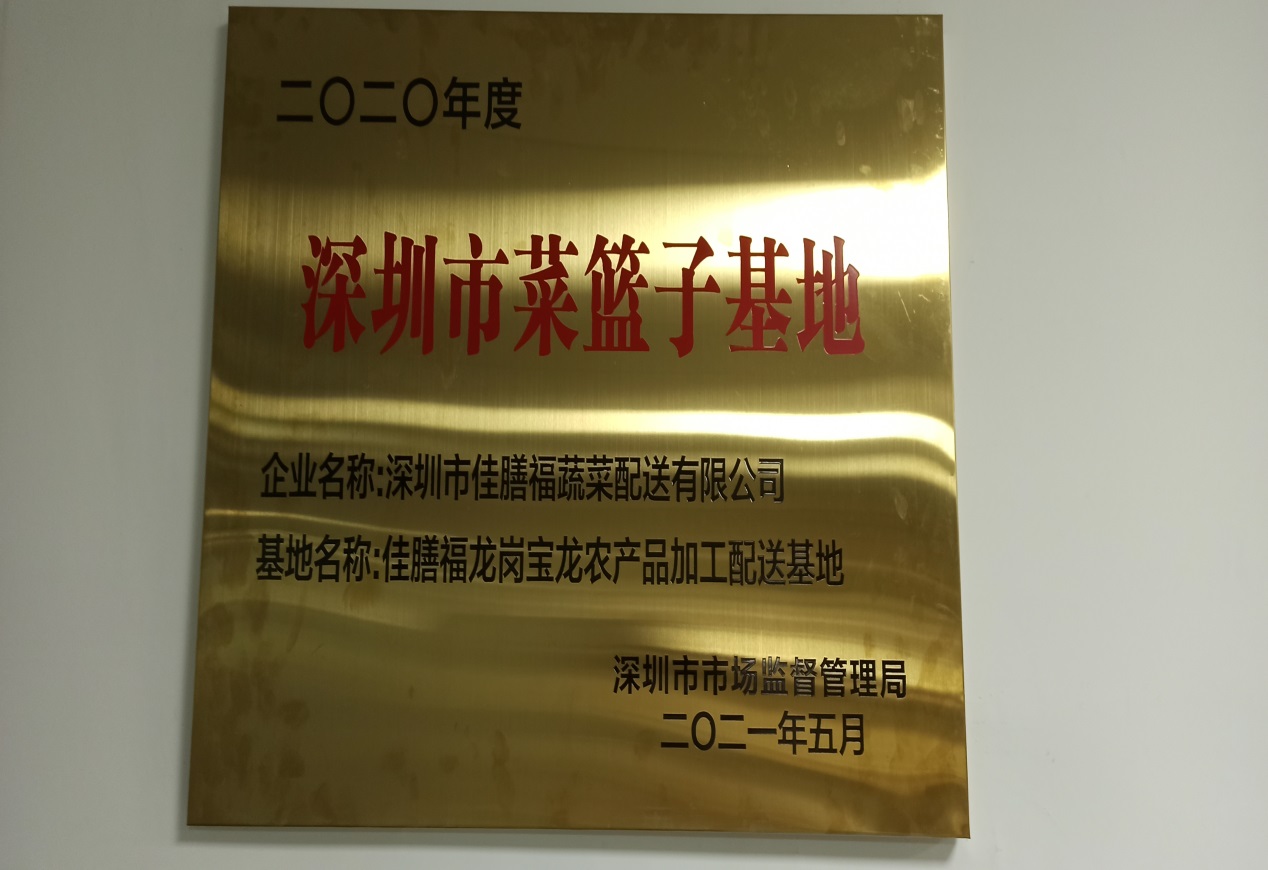 二〇二〇年度
深圳市菜篮子基地
企业名称:深圳市佳膳福蔬菜配送有限公司
基地名称:佳膳福龙岗宝龙农产品加工配送基地
深圳市市场监督管理局
二〇二一年五月